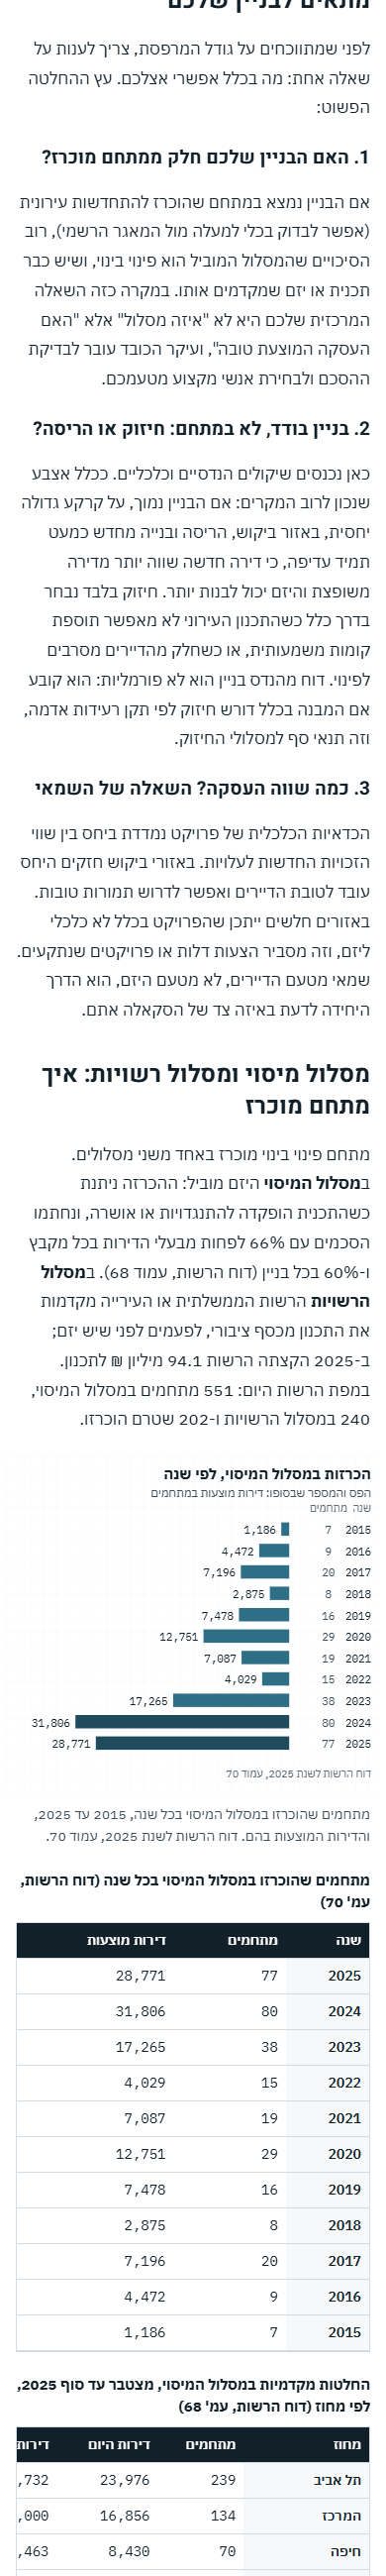 מתאים לבניין שלכם
לפני שמתווכחים על גודל המרפסת, צריך לענות על
שאלה אחת: מה בכלל אפשרי אצלכם. עץ ההחלטה
הפשוט:
1. האם הבניין שלכם חלק ממתחם מוכרז?
אם הבניין נמצא במתחם שהוכרז להתחדשות עירונית
(אפשר לבדוק בכלי למעלה מול המאגר הרשמי), רוב
הסיכויים שהמסלול המוביל הוא פינוי בינוי, ושיש כבר
תכנית או יזם שמקדמים אותו. במקרה כזה השאלה
המרכזית שלכם היא לא "איזה מסלול" אלא "האם
העסקה המוצעת טובה", ועיקר הכובד עובר לבדיקת
ההסכם ולבחירת אנשי מקצוע מטעמכם.
2. בניין בודד, לא במתחם: חיזוק או הריסה?
כאן נכנסים שיקולים הנדסיים וכלכליים. ככלל אצבע
שנכון לרוב המקרים: אם הבניין נמוך, על קרקע גדולה
יחסית, באזור ביקוש, הריסה ובנייה מחדש כמעט
תמיד עדיפה, כי דירה חדשה שווה יותר מדירה
משופצת והיזם יכול לבנות יותר. חיזוק בלבד נבחר
בדרך כלל כשהתכנון העירוני לא מאפשר תוספת
קומות משמעותית, או כשחלק מהדיירים מסרבים
לפינוי. דוח מהנדס בניין הוא לא פורמליות: הוא קובע
אם המבנה בכלל דורש חיזוק לפי תקן רעידות אדמה,
וזה תנאי סף למסלולי החיזוק.
3. כמה שווה העסקה? השאלה של השמאי
הכדאיות הכלכלית של פרויקט נמדדת ביחס בין שווי
הזכויות החדשות לעלויות. באזורי ביקוש חזקים היחס
עובד לטובת הדיירים ואפשר לדרוש תמורות טובות.
באזורים חלשים ייתכן שהפרויקט בכלל לא כלכלי
ליזם, וזה מסביר הצעות דלות או פרויקטים שנתקעים.
שמאי מטעם הדיירים, לא מטעם היזם, הוא הדרך
היחידה לדעת באיזה צד של הסקאלה אתם.
מסלול מיסוי ומסלול רשויות: איך
מתחם מוכרז
מתחם פינוי בינוי מוכרז באחד משני מסלולים.
במסלול המיסוי היזם מוביל: ההכרזה ניתנת
כשהתכנית הופקדה להתנגדויות או אושרה, ונחתמו
הסכמים עם 66% לפחות מבעלי הדירות בכל מקבץ
ו-60% בכל בניין (דוח הרשות, עמוד 68). במסלול
הרשויות הרשות הממשלתית או העירייה מקדמות
את התכנון מכסף ציבורי, לפעמים לפני שיש יזם;
ב-2025 הקצתה הרשות 94.1 מיליון ₪ לתכנון.
במפת הרשות היום: 551 מתחמים במסלול המיסוי,
240 במסלול הרשויות ו-202 שטרם הוכרזו.
הכרזות במסלול המיסוי, לפי שנה
הפס והמספר שבסופו: דירות מוצעות במתחמים
שנה מתחמים
2015 7 1,186
2016 9 4,472
2017 20 7,196
2018 8 2,875
2019 16 7,478
2020 29 12,751
2021 19 7,087
2022 15 4,029
2023 38 17,265
2024 80 31,806
2025 77 28,771
דוח הרשות לשנת 2025, עמוד 70
מתחמים שהוכרזו במסלול המיסוי בכל שנה, 2015 עד 2025,
והדירות המוצעות בהם. דוח הרשות לשנת 2025, עמוד 70.
מתחמים שהוכרזו במסלול המיסוי בכל שנה (דוח הרשות,
עמ' 70)
שנה מתחמים דירות מוצעות
2025 77 28,771
2024 80 31,806
2023 38 17,265
2022 15 4,029
2021 19 7,087
2020 29 12,751
2019 16 7,478
2018 8 2,875
2017 20 7,196
2016 9 4,472
2015 7 1,186
החלטות מקדמיות במסלול המיסוי, מצטבר עד סוף 2025,
לפי מחוז (דוח הרשות, עמ' 68)
מחוז מתחמים דירות היום דירות
תל אביב 239 23,976 ,732
המרכז 134 16,856 ,000
חיפה 70 8,430 ,463